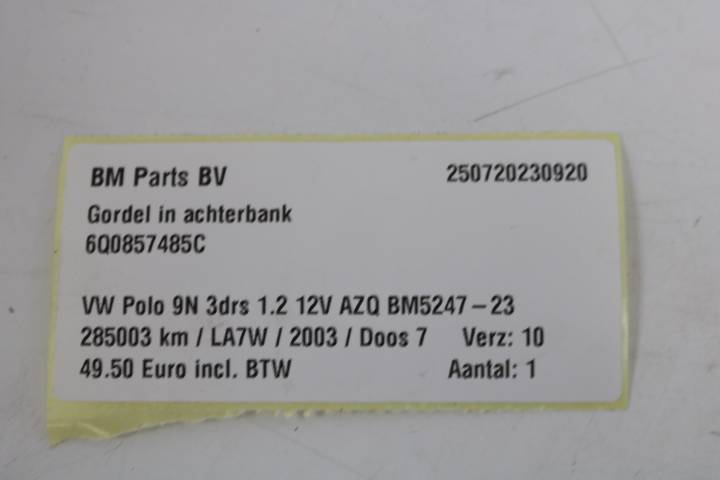 BM Parts BV 250720230920
Gordel in achterbank
6Q0857485C
VW Polo 9N 3drs 1.2 12V AZQ BM5247-23
285003 km / LA7W / 2003 / Doos 7 Verz: 10
49.50 Euro incl. BTW Aantal: 1